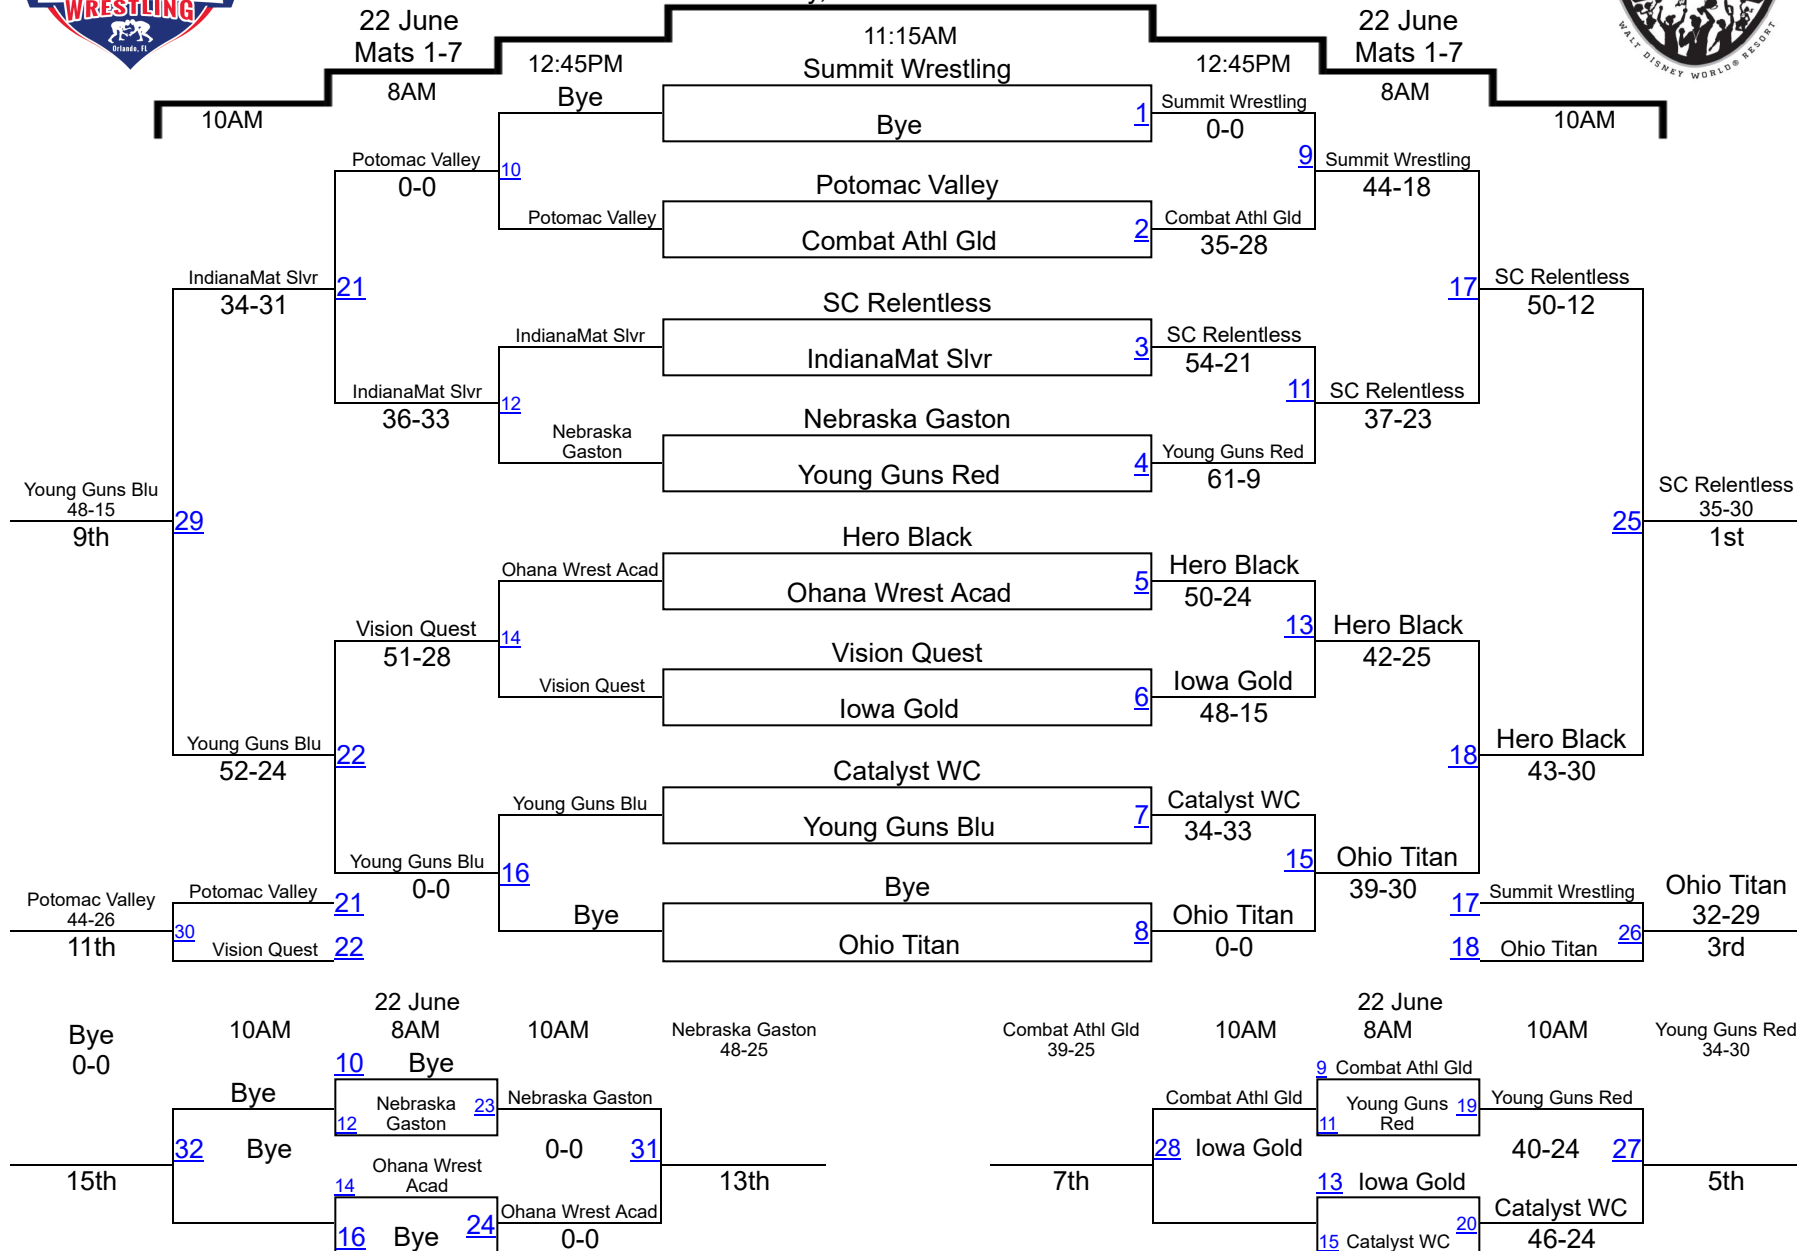 WRESTLING
Orlando, FL
22 June
Mats 1-7
11:15AM
22 June
Mats 1-7
WALT DISNEY WORLD® RESORT
12:45PM
Summit Wrestling
12:45PM
8AM
Bye
8AM
10AM
Bye
1
Summit Wrestling
0-0
10AM
Potomac Valley
0-0
10
9
Summit Wrestling
44-18
Potomac Valley
Potomac Valley
Combat Athl Gld
2
Combat Athl Gld
35-28
IndianaMat Slvr
34-31
21
SC Relentless
17
SC Relentless
50-12
IndianaMat Slvr
IndianaMat Slvr
3
SC Relentless
54-21
IndianaMat Slvr
36-33
12
11
SC Relentless
37-23
Nebraska
Gaston
Nebraska Gaston
Young Guns Red
4
Young Guns Red
61-9
Young Guns Blu
48-15
9th
29
25
SC Relentless
35-30
1st
Hero Black
Ohana Wrest Acad
Ohana Wrest Acad
5
Hero Black
50-24
Vision Quest
51-28
14
13
Hero Black
42-25
Vision Quest
Vision Quest
Iowa Gold
6
Iowa Gold
48-15
Young Guns Blu
52-24
22
18
Hero Black
43-30
Catalyst WC
Young Guns Blu
Young Guns Blu
7
Catalyst WC
34-33
Young Guns Blu
0-0
16
15
Ohio Titan
39-30
Bye
Bye
Ohio Titan
8
Ohio Titan
0-0
Potomac Valley
44-26
11th
Potomac Valley
21
30
Vision Quest
22
17
Summit Wrestling
26
18
Ohio Titan
Ohio Titan
32-29
3rd
22 June
22 June
Bye
0-0
10AM
8AM
10AM
Nebraska Gaston
48-25
Combat Athl Gld
39-25
10AM
8AM
10AM
Young Guns Red
34-30
10
Bye
9
Combat Athl Gld
Bye
12
Nebraska
Gaston
23
Nebraska Gaston
Combat Athl Gld
11
Young Guns
Red
19
Young Guns Red
32
Bye
0-0
31
28
Iowa Gold
40-24
27
15th
14
Ohana Wrest
Acad
13th
7th
13
Iowa Gold
5th
16
Bye
24
Ohana Wrest Acad
0-0
15
Catalyst WC
20
Catalyst WC
46-24